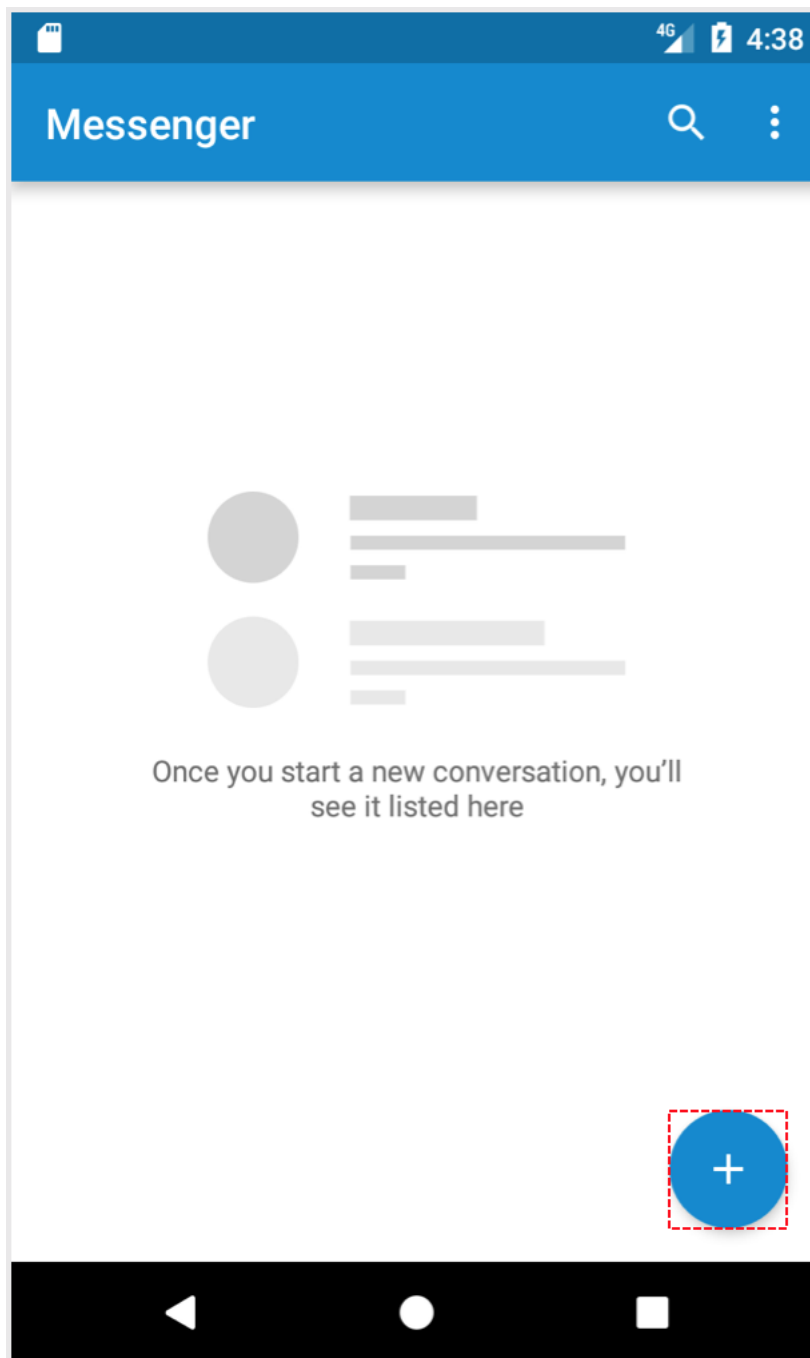 4G 4:38
Messenger
Once you start a new conversation, you’ll
see it listed here